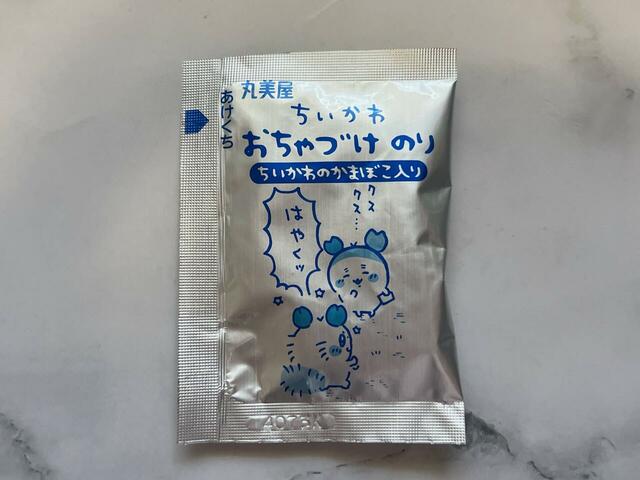 丸美屋
あけくち
ちいかわ
おちゃづけ のり
ちいかわのかまぼこ入り
クス
クス…
はやくッ